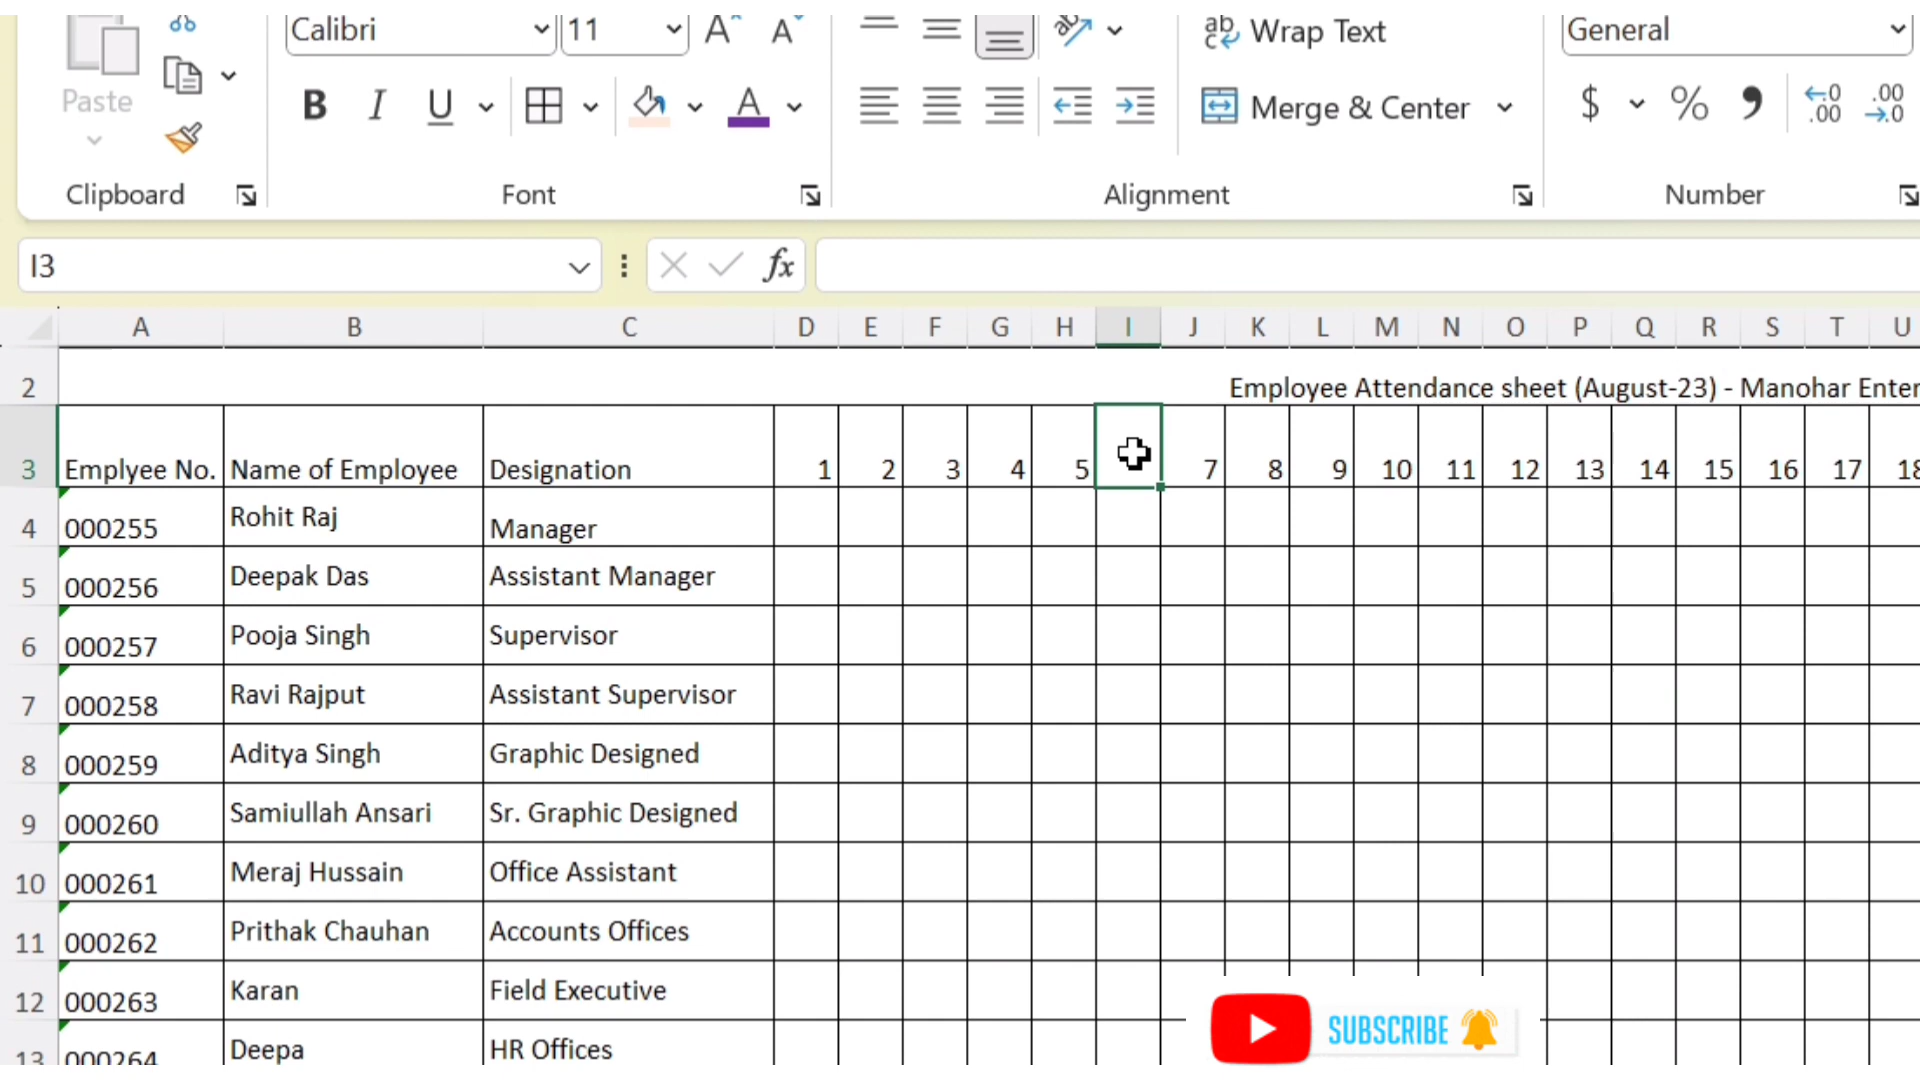 Calibri 11 General
ab Wrap Text
Paste
B I U A Merge & Center $ % .00 .00
Clipboard Font Alignment Number
I3 fx
A B C D E F G H I J K L M N O P Q R S T U
2 Employee Attendance sheet (August-23) - Manohar Enter
3 Emplyee No. Name of Employee Designation 1 2 3 4 5 7 8 9 10 11 12 13 14 15 16 17 18
4 000255 Rohit Raj Manager
5 000256 Deepak Das Assistant Manager
6 000257 Pooja Singh Supervisor
7 000258 Ravi Rajput Assistant Supervisor
8 000259 Aditya Singh Graphic Designed
9 000260 Samiullah Ansari Sr. Graphic Designed
10 000261 Meraj Hussain Office Assistant
11 000262 Prithak Chauhan Accounts Offices
12 000263 Karan Field Executive
13 000264 Deepa HR Offices
SUBSCRIBE